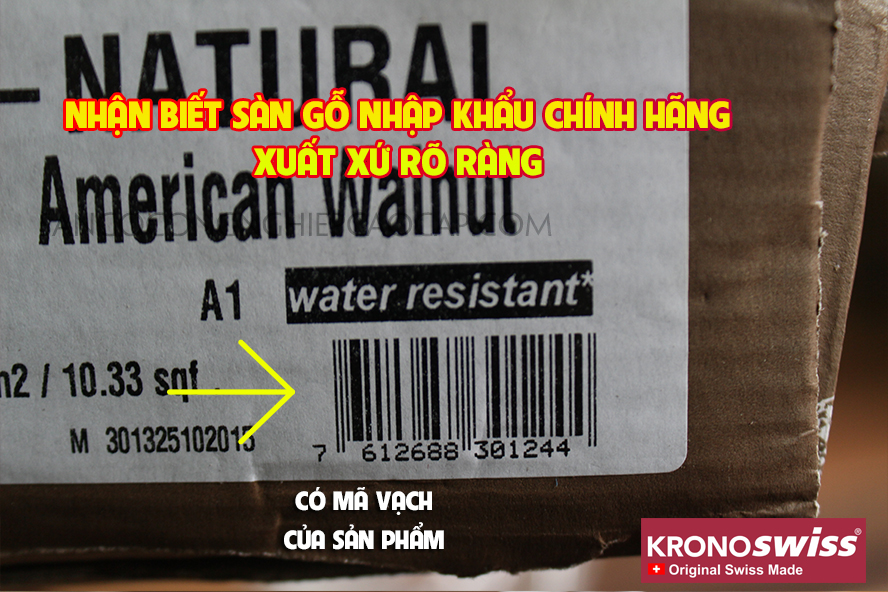 – NATURAL
NHẬN BIẾT SÀN GỖ NHẬP KHẨU CHÍNH HÃNG
XUẤT XỨ RÕ RÀNG
American Walnut
A1
water resistant*
m2 / 10.33 sqf
M 301325102015
7 612688 301244
CÓ MÃ VẠCH
CỦA SẢN PHẨM
KRONOSWISS®
Original Swiss Made